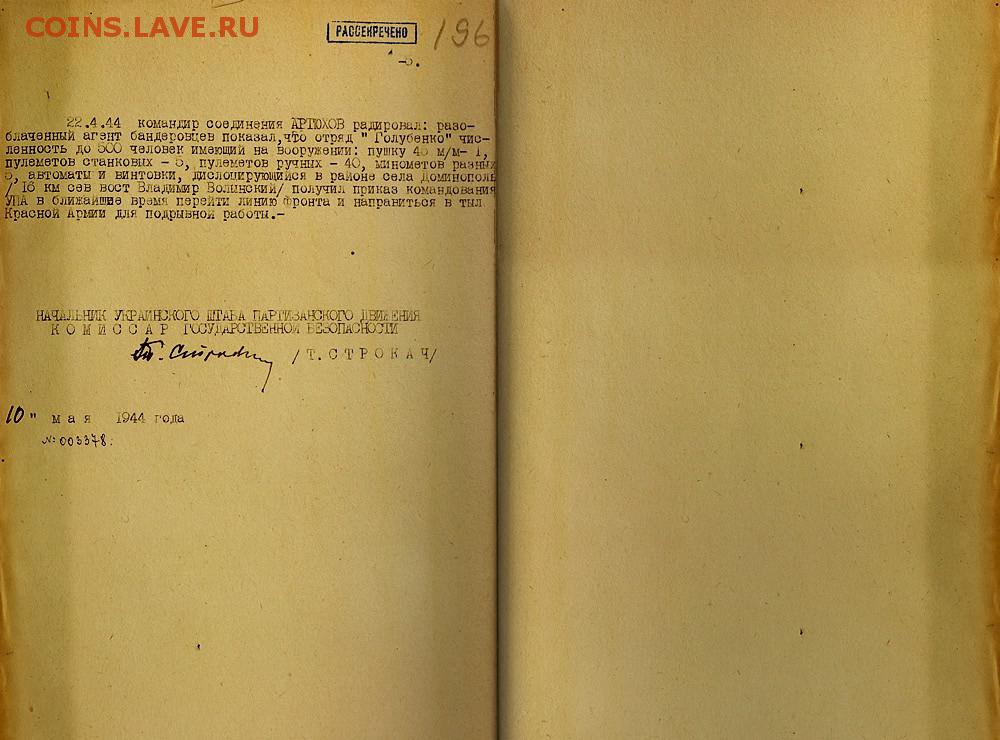 COINS.LAVE.RU
РАССЕКРЕЧЕНО
196
22.4.44 командир соединения АРТЮХОВ радировал: разо-
блаченный агент бандеровцев показал,что отряд " Голубенко" чис-
ленность до 500 человек имеющий на вооружении: пушку 45 м/м- 1,
пулеметов станковых - 5, пулеметов ручных - 40, минометов разных
5, автоматы и винтовки, дислоцирующийся в районе села Доминополь
/ 16 км сев вост Владимир Волынский/ получил приказ командования
УПА в ближайшие время перейти линию фронта и направиться в тыл
Красной Армии для подрывной работы.-
НАЧАЛЬНИК УКРАИНСКОГО ШТАБА ПАРТИЗАНСКОГО ДВИЖЕНИЯ
К О М И С С А Р ГОСУДАРСТВЕННОЙ БЕЗОПАСНОСТИ
/Т. С Т Р О К А Ч/
10 " м а я 1944 года
№ 003378.